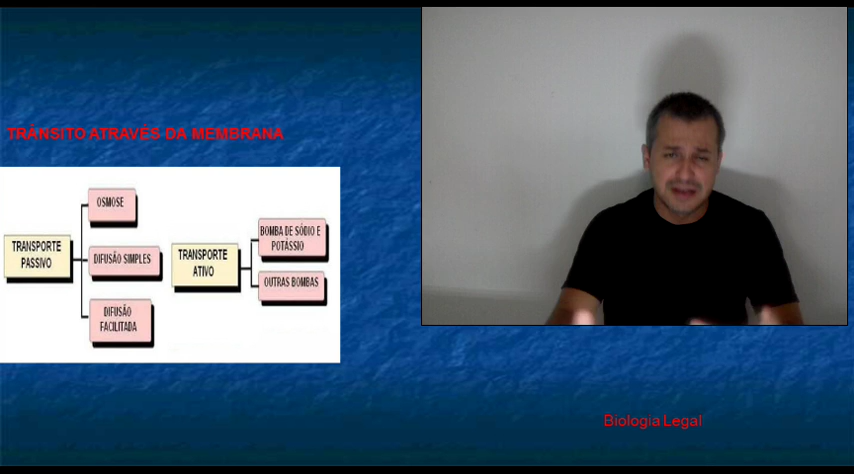 TRÂNSITO ATRAVÉS DA MEMBRANA
TRANSPORTE
PASSIVO
OSMOSE
DIFUSÃO SIMPLES
DIFUSÃO
FACILITADA
TRANSPORTE
ATIVO
BOMBA DE SÓDIO E
POTÁSSIO
OUTRAS BOMBAS
Biologia Legal